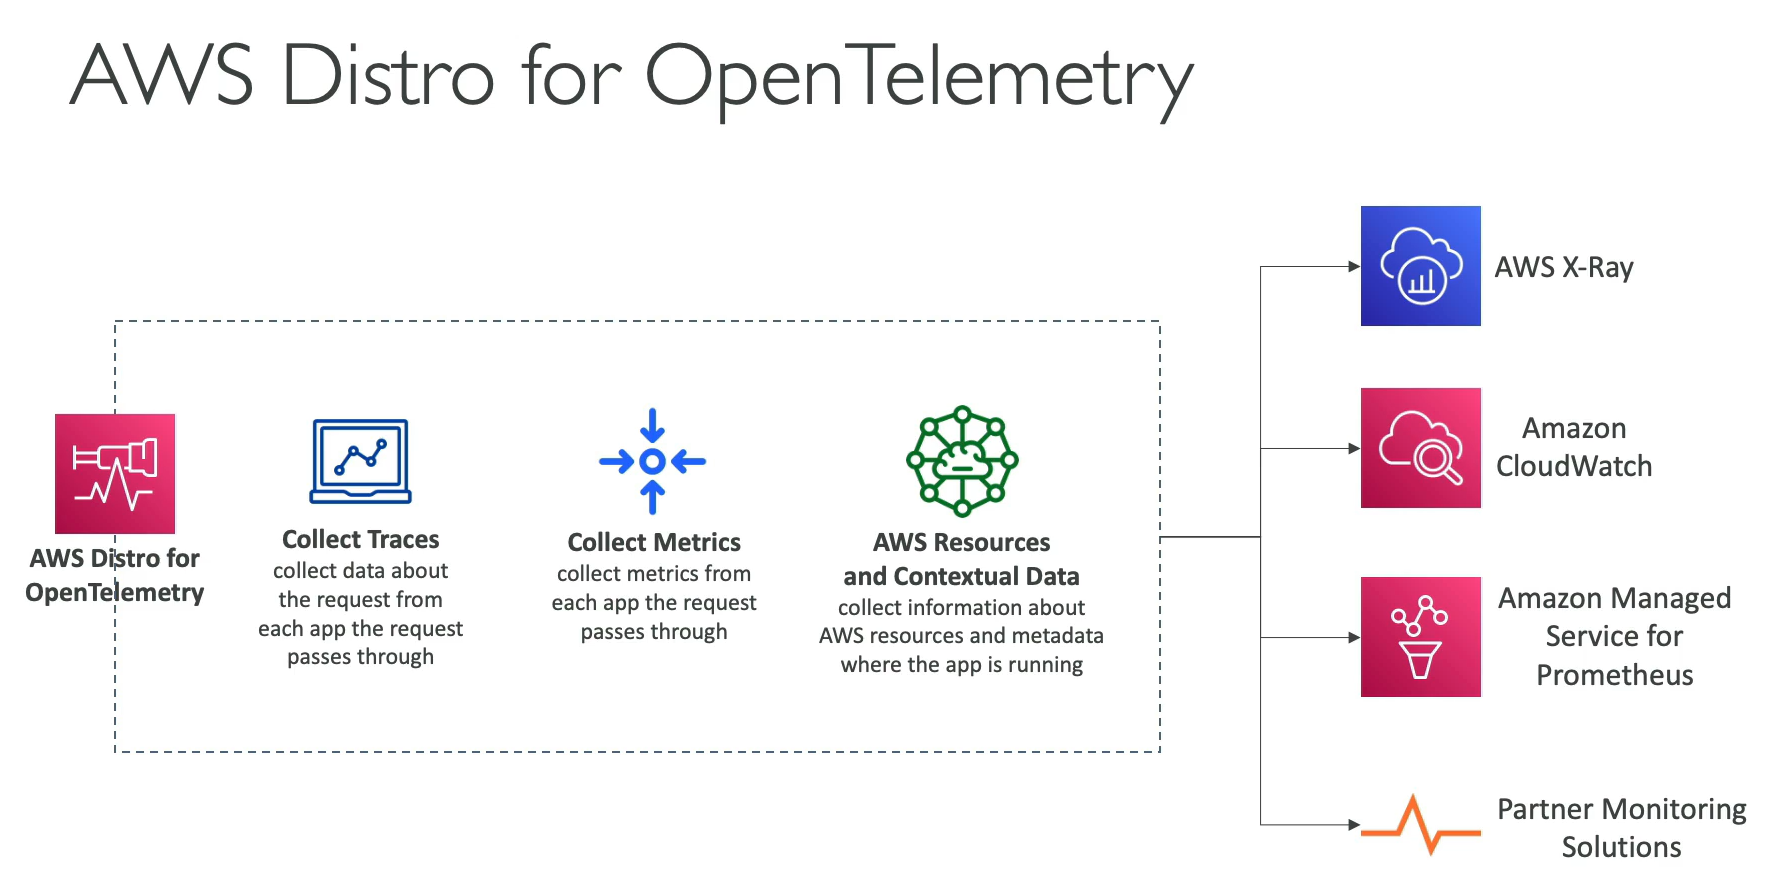 AWS Distro for OpenTelemetry
AWS Distro for
OpenTelemetry
Collect Traces
collect data about
the request from
each app the request
passes through
Collect Metrics
collect metrics from
each app the request
passes through
AWS Resources
and Contextual Data
collect information about
AWS resources and metadata
where the app is running
AWS X-Ray
Amazon
CloudWatch
Amazon Managed
Service for
Prometheus
Partner Monitoring
Solutions